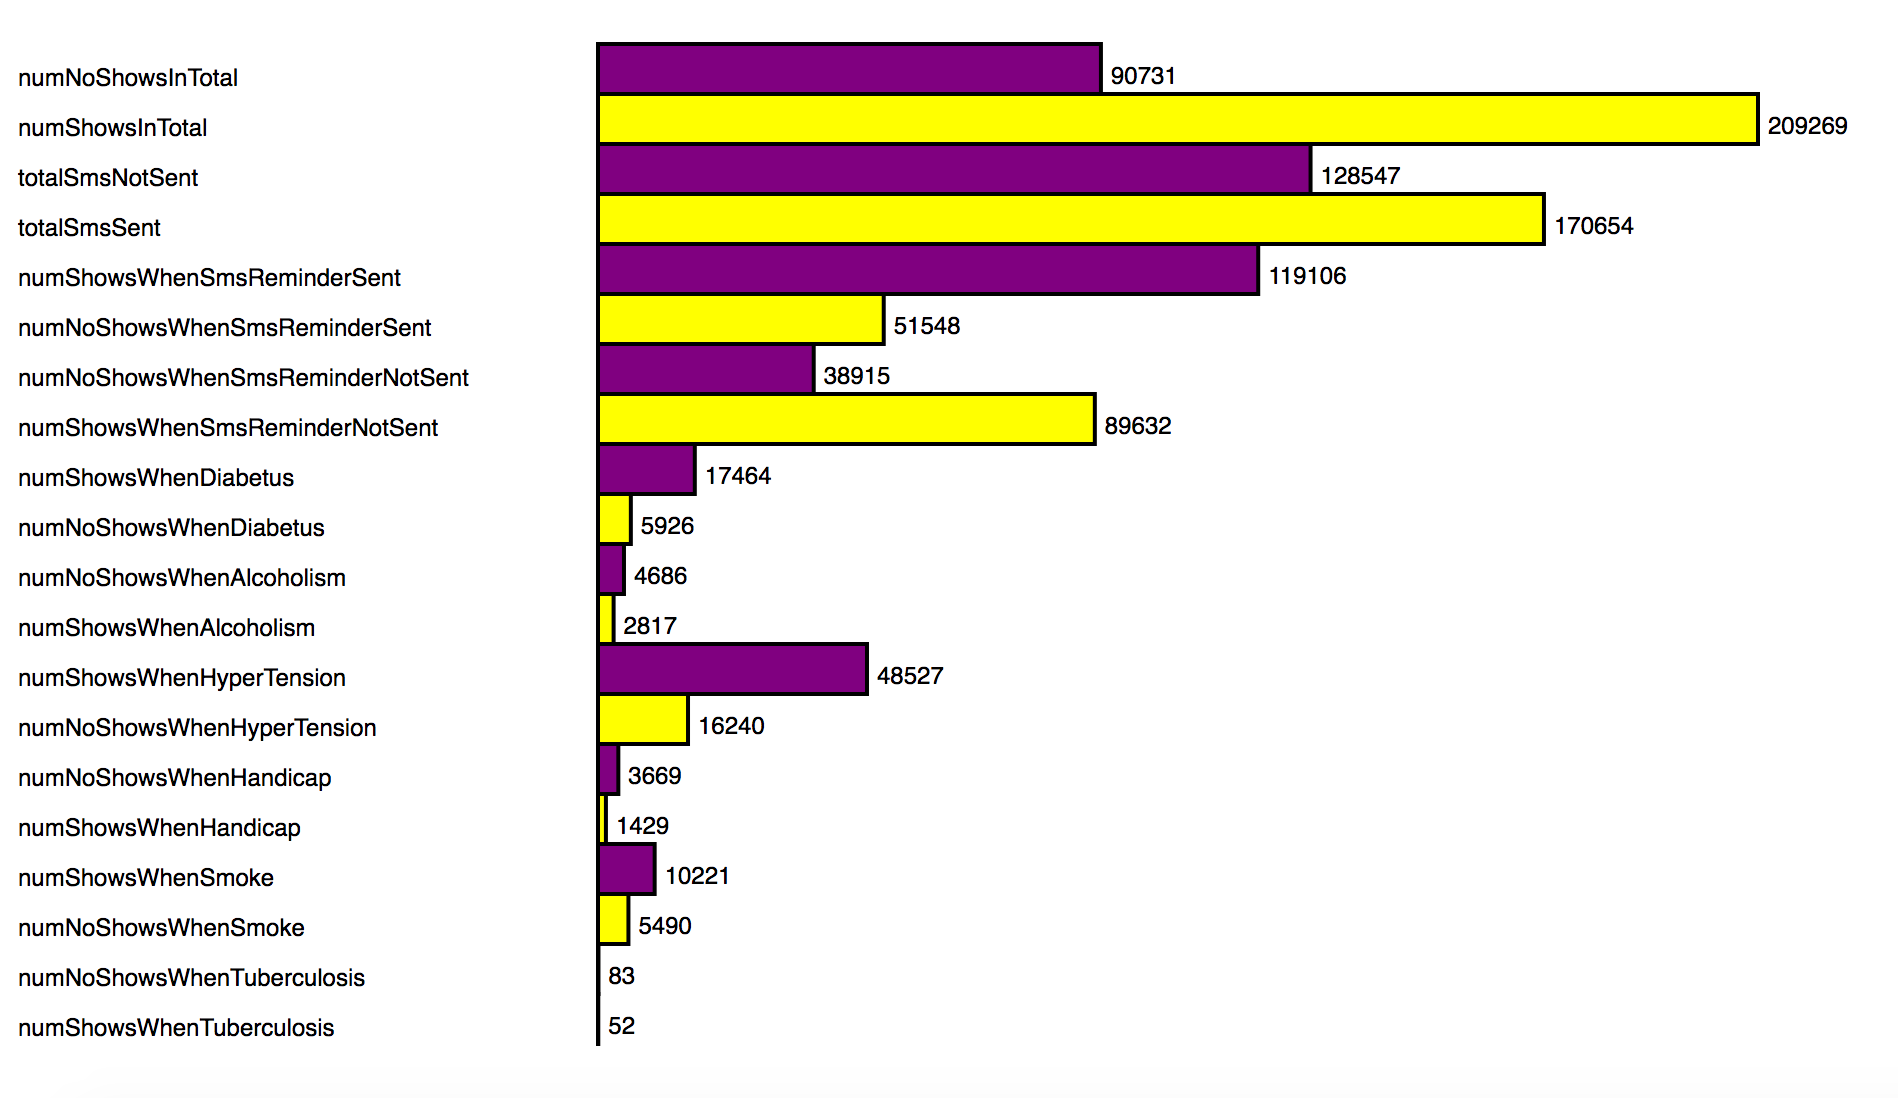 numNoShowsInTotal 90731
numShowsInTotal 209269
totalSmsNotSent 128547
totalSmsSent 170654
numShowsWhenSmsReminderSent 119106
numNoShowsWhenSmsReminderSent 51548
numNoShowsWhenSmsReminderNotSent 38915
numShowsWhenSmsReminderNotSent 89632
numShowsWhenDiabetus 17464
numNoShowsWhenDiabetus 5926
numNoShowsWhenAlcoholism 4686
numShowsWhenAlcoholism 2817
numShowsWhenHyperTension 48527
numNoShowsWhenHyperTension 16240
numNoShowsWhenHandicap 3669
numShowsWhenHandicap 1429
numShowsWhenSmoke 10221
numNoShowsWhenSmoke 5490
numNoShowsWhenTuberculosis 83
numShowsWhenTuberculosis 52